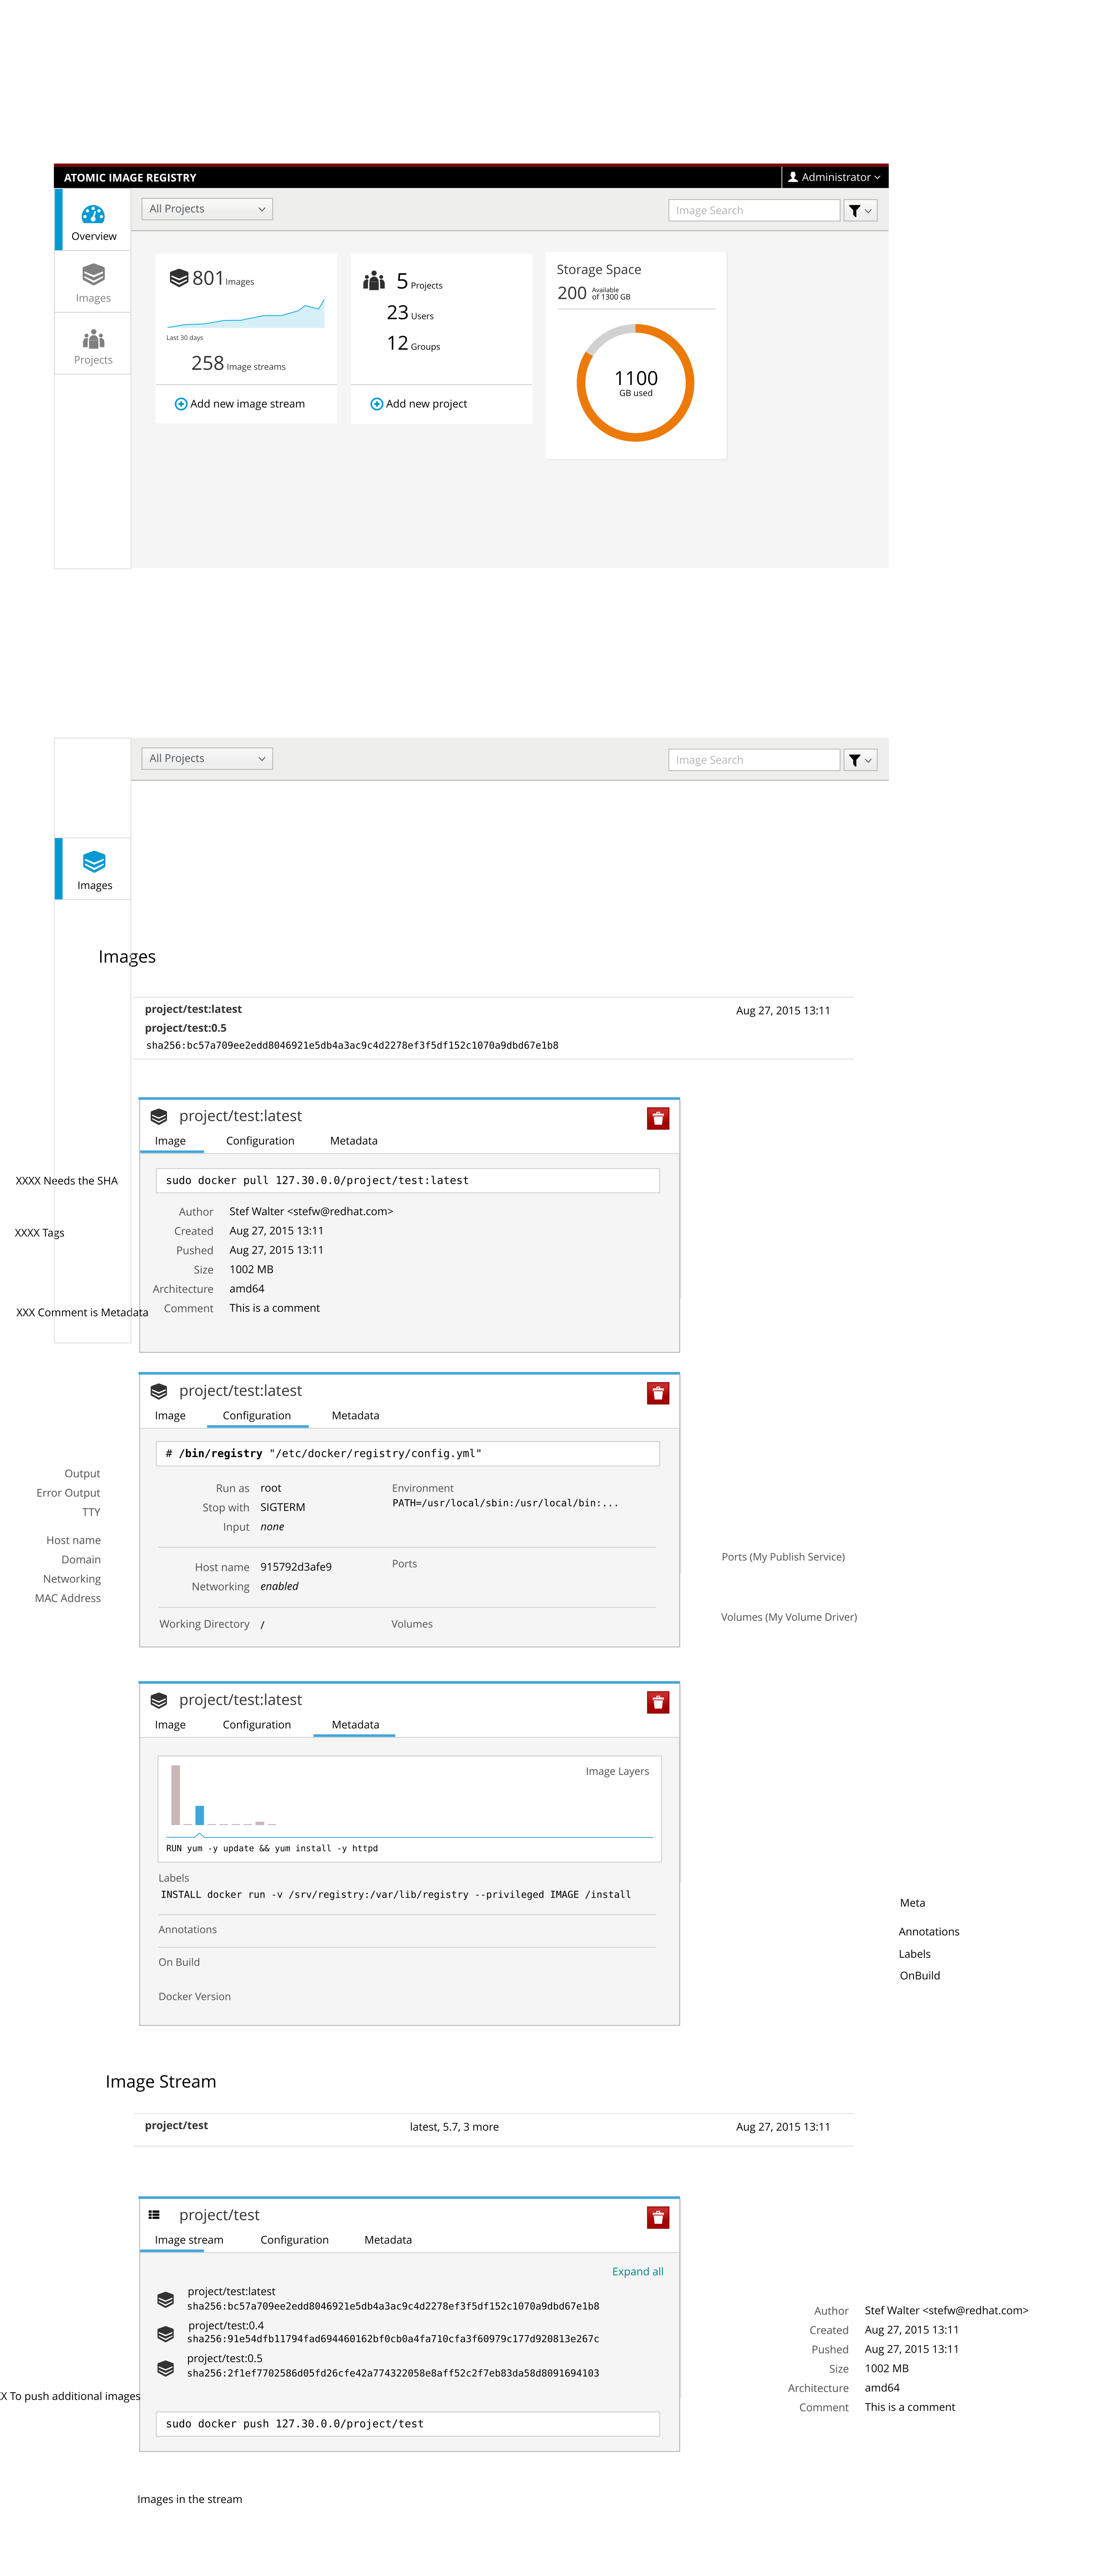 ATOMIC IMAGE REGISTRY
Administrator
Overview
Images
Projects
All Projects
Image Search
801 Images
Last 30 days
258 Image streams
Add new image stream
5 Projects
23 Users
12 Groups
Add new project
Storage Space
200 Available
of 1300 GB
1100
GB used
All Projects
Image Search
Images
Images
project/test:latest
Aug 27, 2015 13:11
project/test:0.5
sha256:bc57a709ee2edd8046921e5db4a3ac9c4d2278ef3f5df152c1070a9dbd67e1b8
project/test:latest
Image Configuration Metadata
XXXX Needs the SHA
sudo docker pull 127.30.0.0/project/test:latest
XXXX Tags
Author Stef Walter <stefw@redhat.com>
Created Aug 27, 2015 13:11
Pushed Aug 27, 2015 13:11
Size 1002 MB
Architecture amd64
XXX Comment is Metadata
Comment This is a comment
project/test:latest
Image Configuration Metadata
# /bin/registry "/etc/docker/registry/config.yml"
Output
Error Output
TTY
Host name
Domain
Networking
MAC Address
Run as root
Stop with SIGTERM
Input none
Environment
PATH=/usr/local/sbin:/usr/local/bin:...
Host name 915792d3afe9
Networking enabled
Ports
Working Directory /
Volumes
Ports (My Publish Service)
Volumes (My Volume Driver)
project/test:latest
Image Configuration Metadata
Image Layers
RUN yum -y update && yum install -y httpd
Labels
INSTALL docker run -v /srv/registry:/var/lib/registry --privileged IMAGE /install
Annotations
On Build
Docker Version
Meta
Annotations
Labels
OnBuild
Image Stream
project/test latest, 5.7, 3 more Aug 27, 2015 13:11
project/test
Image stream Configuration Metadata
Expand all
project/test:latest
sha256:bc57a709ee2edd8046921e5db4a3ac9c4d2278ef3f5df152c1070a9dbd67e1b8
project/test:0.4
sha256:91e54dfb11794fad694460162bf0cb0a4fa710cfa3f60979c177d920813e267c
project/test:0.5
sha256:2f1ef7702586d05fd26cfe42a774322058e8aff52c2f7eb83da58d8091694103
X To push additional images
sudo docker push 127.30.0.0/project/test
Author Stef Walter <stefw@redhat.com>
Created Aug 27, 2015 13:11
Pushed Aug 27, 2015 13:11
Size 1002 MB
Architecture amd64
Comment This is a comment
Images in the stream